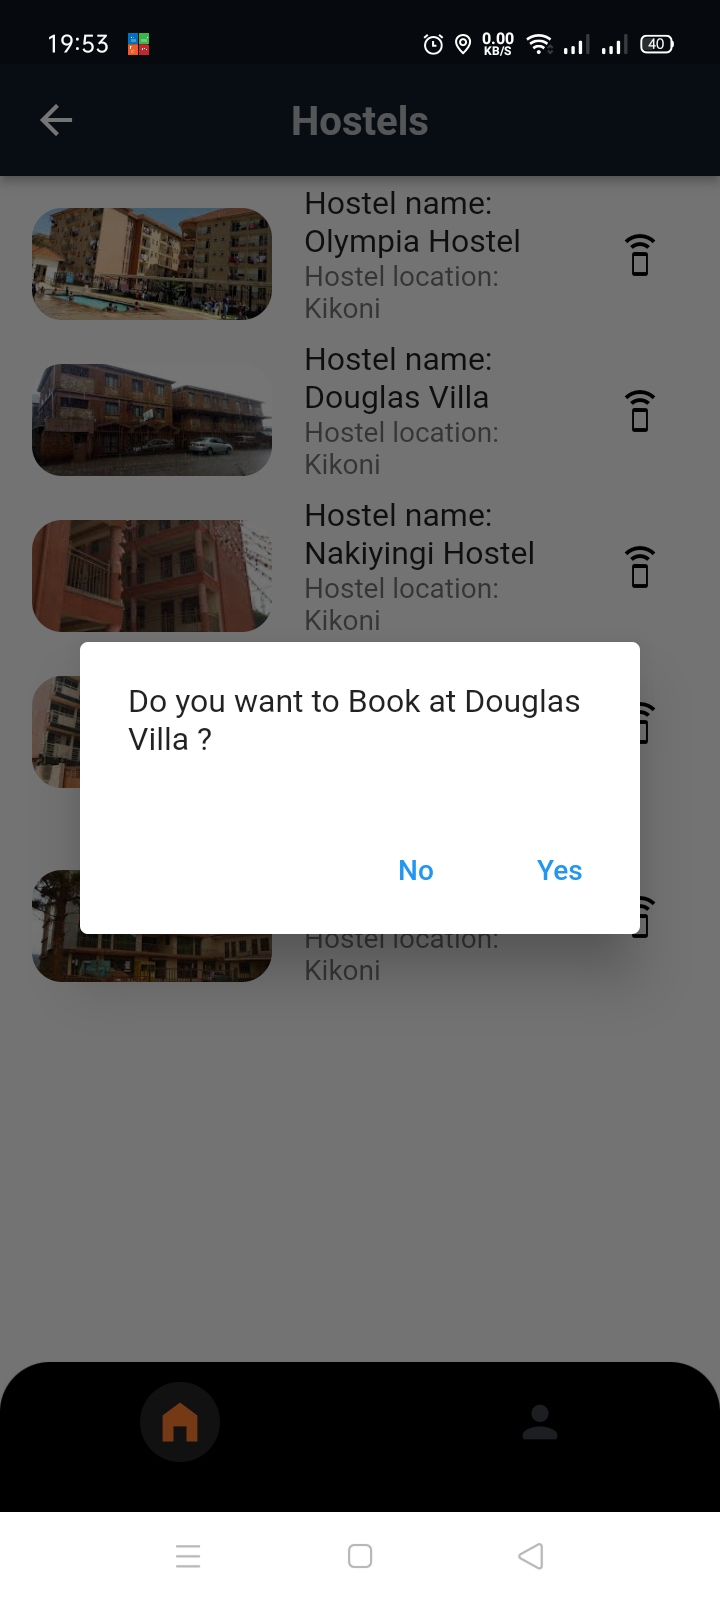 19:53
0.00
KB/S
40
Hostels
Hostel name:
Olympia Hostel
Hostel location:
Kikoni
Hostel name:
Douglas Villa
Hostel location:
Kikoni
Hostel name:
Nakiyingi Hostel
Hostel location:
Kikoni
Do you want to Book at Douglas
Villa ?
No
Yes
Hostel location:
Kikoni